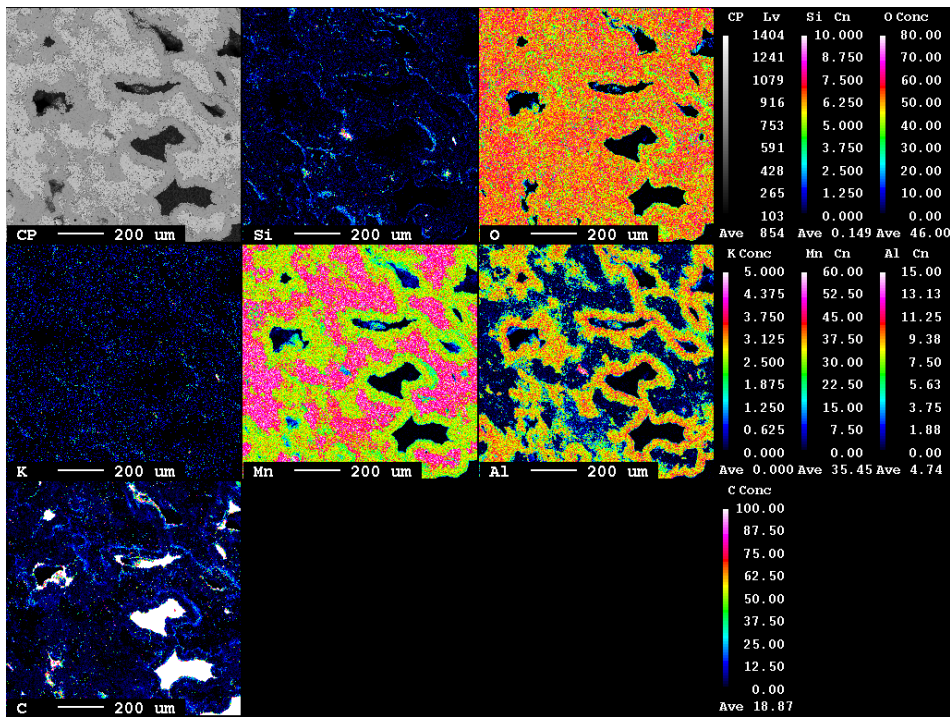 CP Lv Si Cn O Conc
1404 10.000 80.00
1241 8.750 70.00
1079 7.500 60.00
916 6.250 50.00
753 5.000 40.00
591 3.750 30.00
428 2.500 20.00
265 1.250 10.00
103 0.000 0.00
Ave 854 Ave 0.149 Ave 46.00
CP 200 um
Si 200 um
O 200 um
K Conc Mn Cn Al Cn
5.000 60.00 15.00
4.375 52.50 13.13
3.750 45.00 11.25
3.125 37.50 9.38
2.500 30.00 7.50
1.875 22.50 5.63
1.250 15.00 3.75
0.625 7.50 1.88
0.000 0.00 0.00
Ave 0.000 Ave 35.45 Ave 4.74
K 200 um
Mn 200 um
Al 200 um
C Conc
100.00
87.50
75.00
62.50
50.00
37.50
25.00
12.50
0.00
Ave 18.87
C 200 um